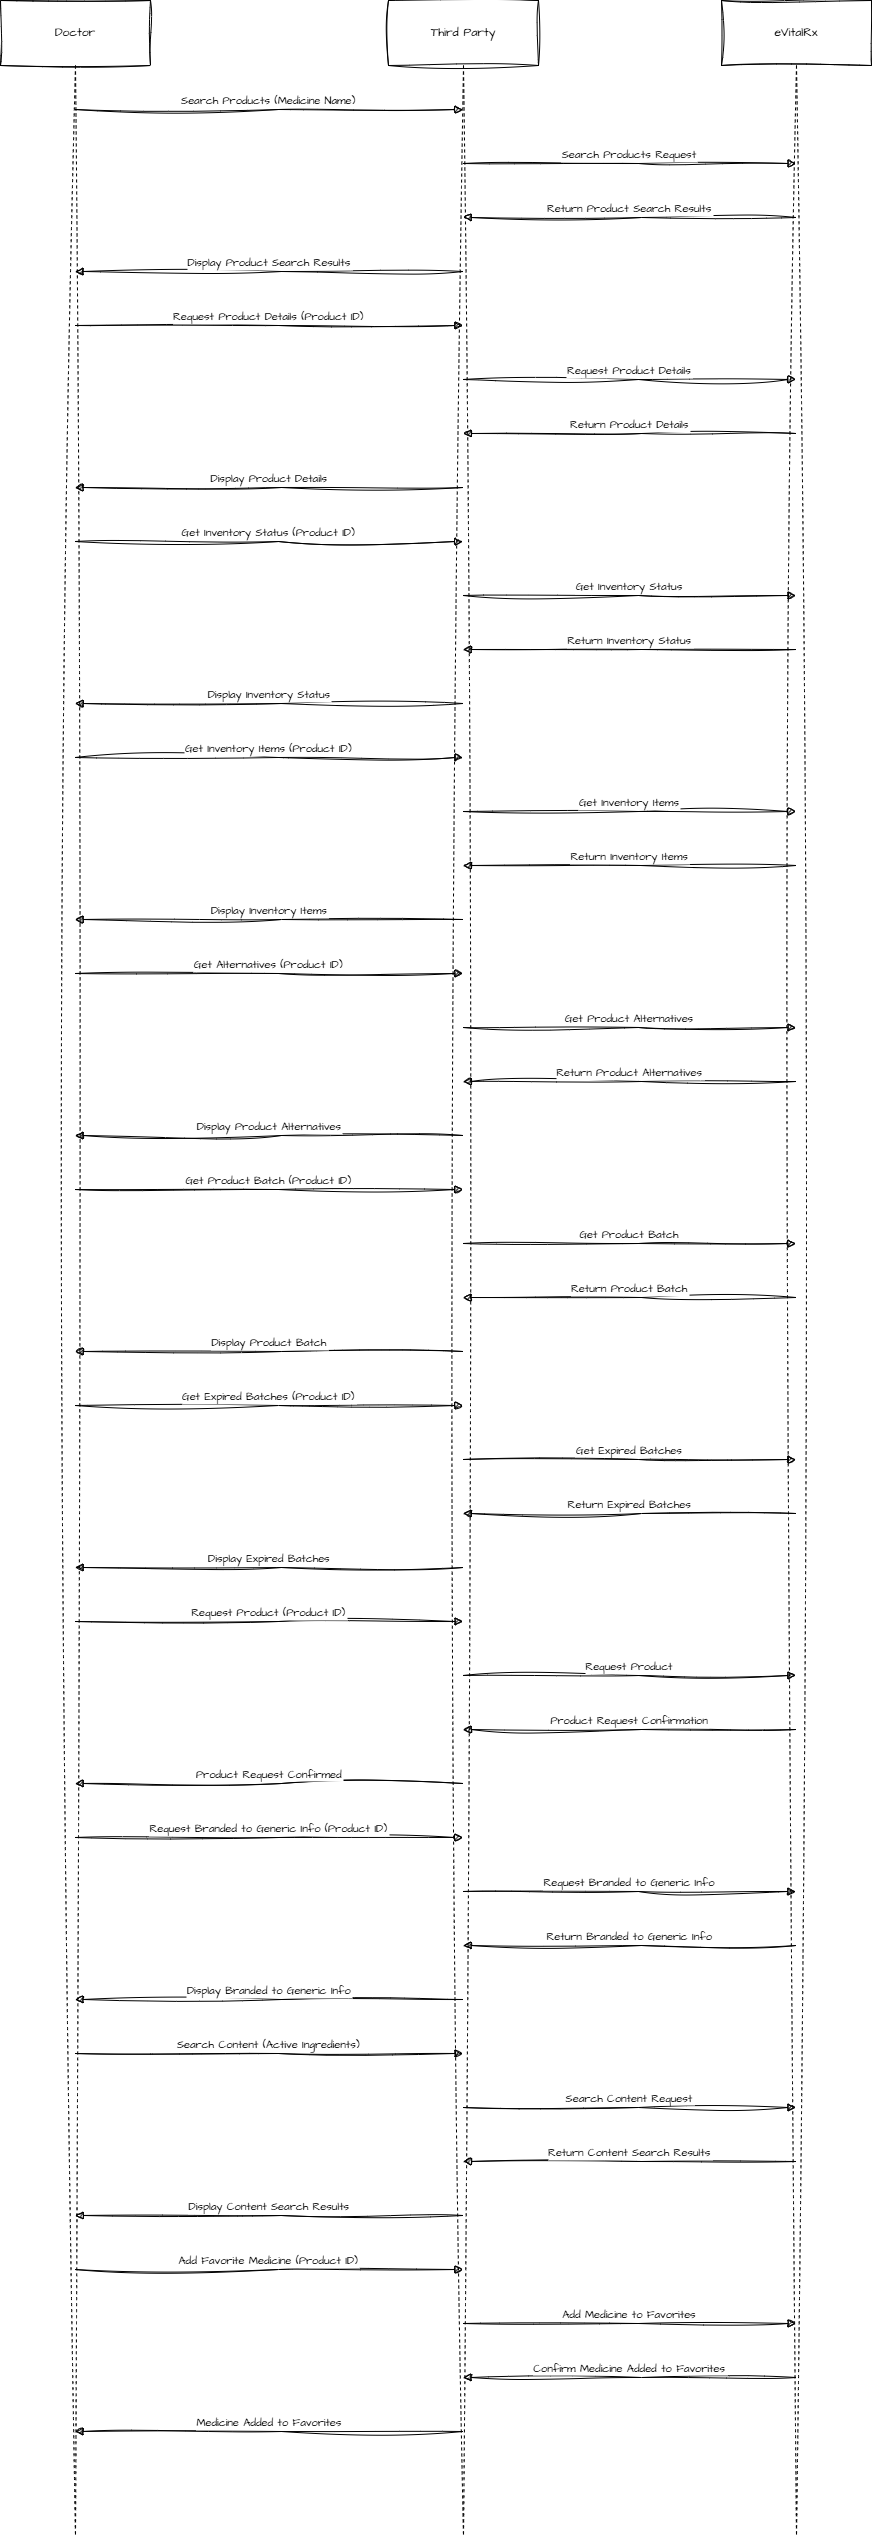 Doctor
Third Party
eVitalRx
Search Products (Medicine Name)
Search Products Request
Return Product Search Results
Display Product Search Results
Request Product Details (Product ID)
Request Product Details
Return Product Details
Display Product Details
Get Inventory Status (Product ID)
Get Inventory Status
Return Inventory Status
Display Inventory Status
Get Inventory Items (Product ID)
Get Inventory Items
Return Inventory Items
Display Inventory Items
Get Alternatives (Product ID)
Get Product Alternatives
Return Product Alternatives
Display Product Alternatives
Get Product Batch (Product ID)
Get Product Batch
Return Product Batch
Display Product Batch
Get Expired Batches (Product ID)
Get Expired Batches
Return Expired Batches
Display Expired Batches
Request Product (Product ID)
Request Product
Product Request Confirmation
Product Request Confirmed
Request Branded to Generic Info (Product ID)
Request Branded to Generic Info
Return Branded to Generic Info
Display Branded to Generic Info
Search Content (Active Ingredients)
Search Content Request
Return Content Search Results
Display Content Search Results
Add Favorite Medicine (Product ID)
Add Medicine to Favorites
Confirm Medicine Added to Favorites
Medicine Added to Favorites